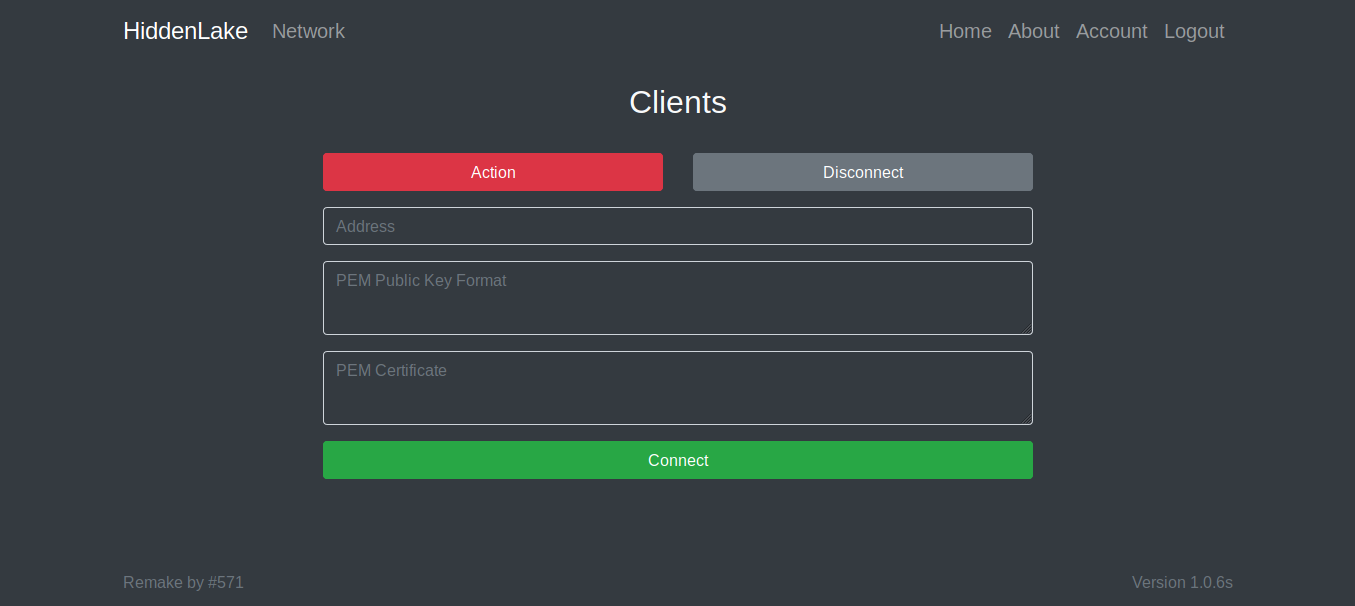 HiddenLake Network Home About Account Logout
Clients
Action Disconnect
Address
PEM Public Key Format
PEM Certificate
Connect
Remake by #571 Version 1.0.6s